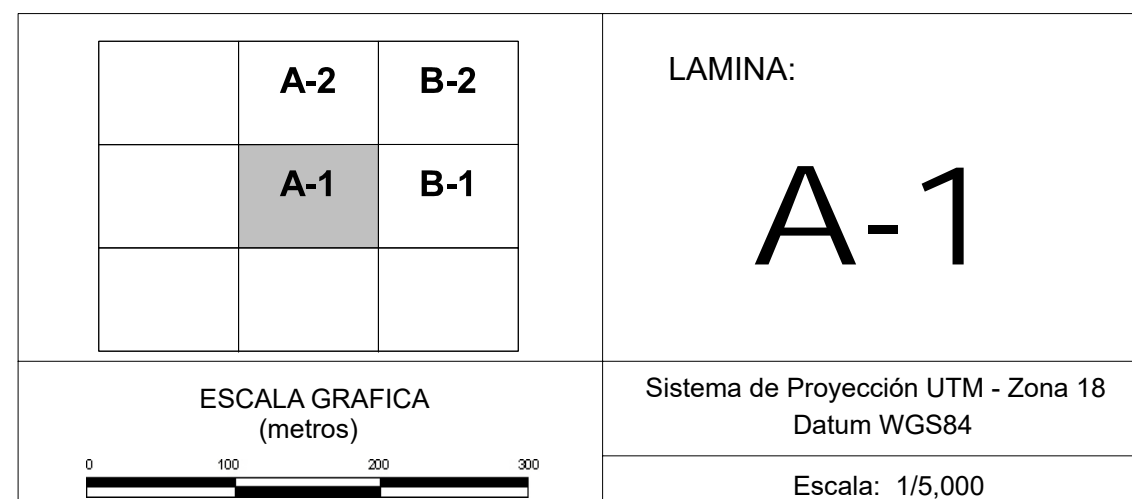 A-2 B-2
A-1 B-1
LAMINA:
A-1
ESCALA GRAFICA
(metros)
0 100 200 300
Sistema de Proyección UTM - Zona 18
Datum WGS84
Escala: 1/5,000